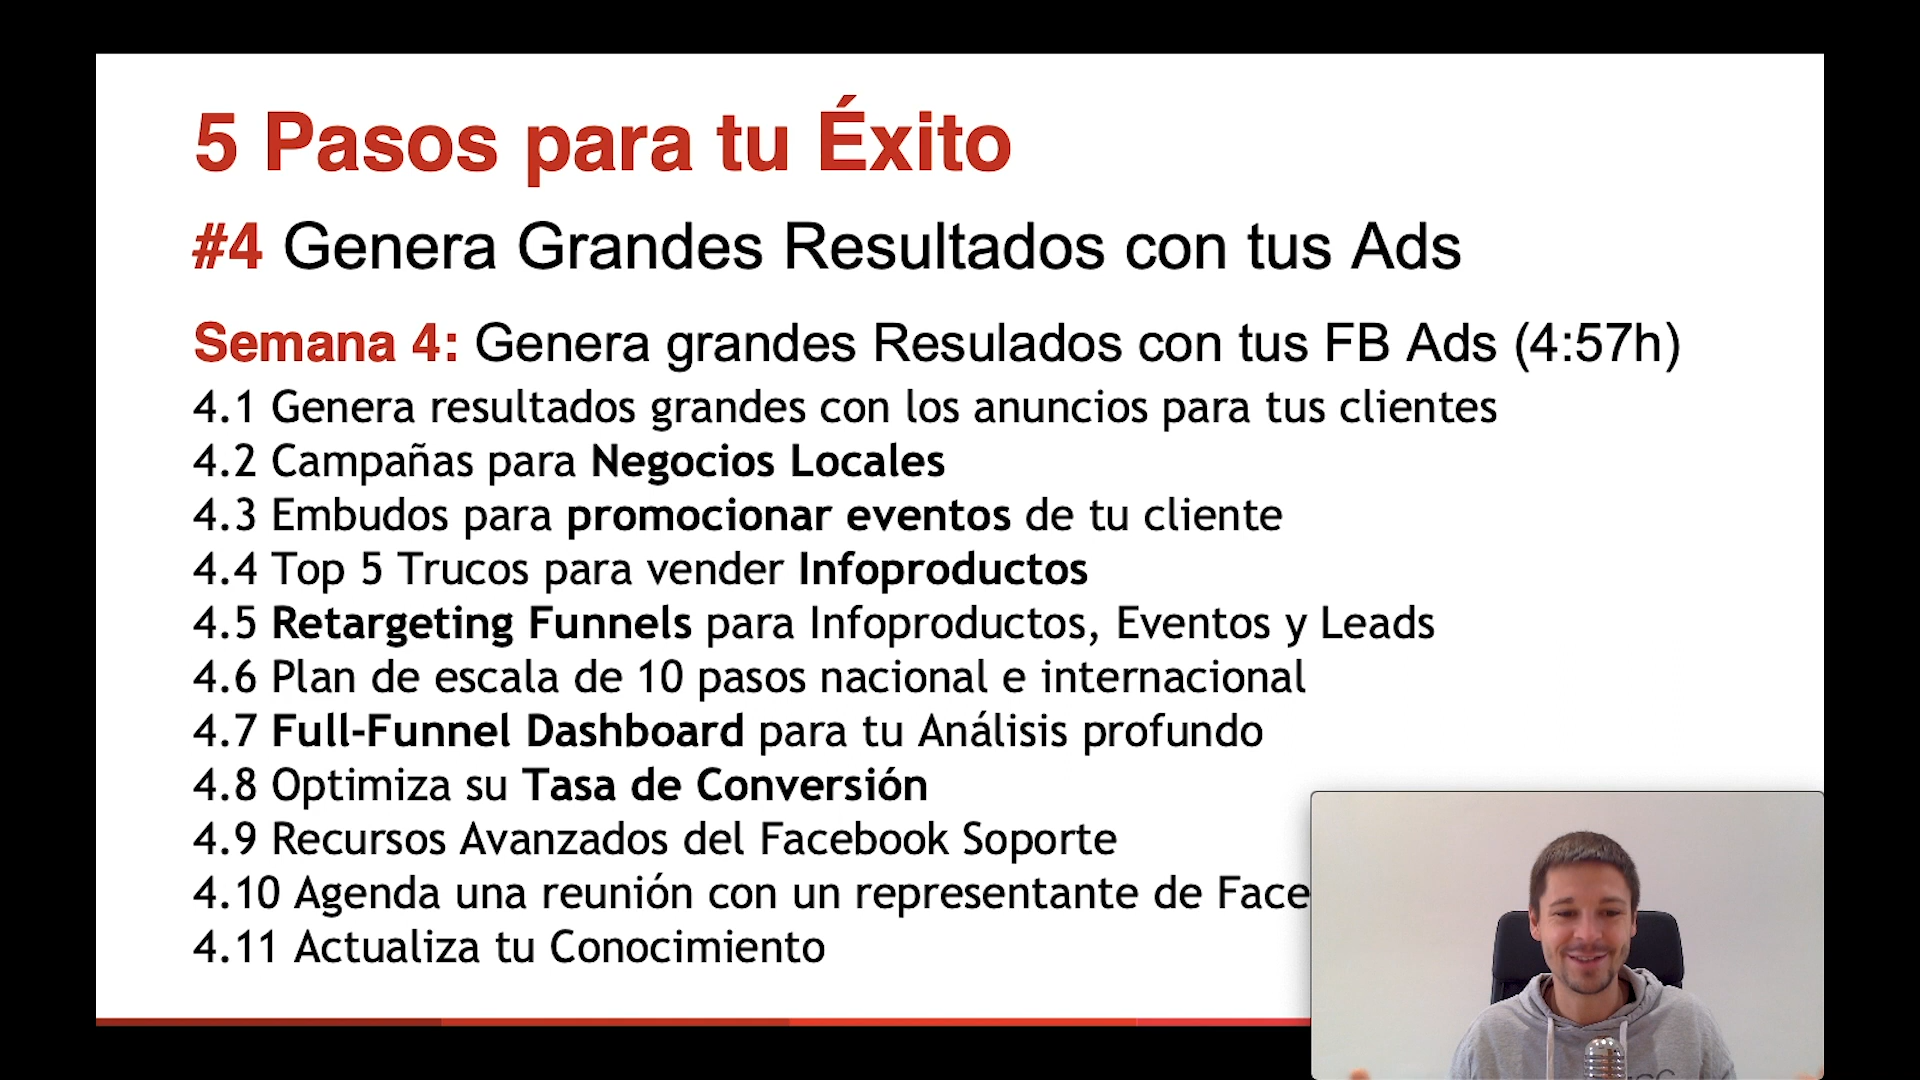 5 Pasos para tu Éxito
#4 Genera Grandes Resultados con tus Ads
Semana 4: Genera grandes Resulados con tus FB Ads (4:57h)
4.1 Genera resultados grandes con los anuncios para tus clientes
4.2 Campañas para Negocios Locales
4.3 Embudos para promocionar eventos de tu cliente
4.4 Top 5 Trucos para vender Infoproductos
4.5 Retargeting Funnels para Infoproductos, Eventos y Leads
4.6 Plan de escala de 10 pasos nacional e internacional
4.7 Full-Funnel Dashboard para tu Análisis profundo
4.8 Optimiza su Tasa de Conversión
4.9 Recursos Avanzados del Facebook Soporte
4.10 Agenda una reunión con un representante de Face
4.11 Actualiza tu Conocimiento